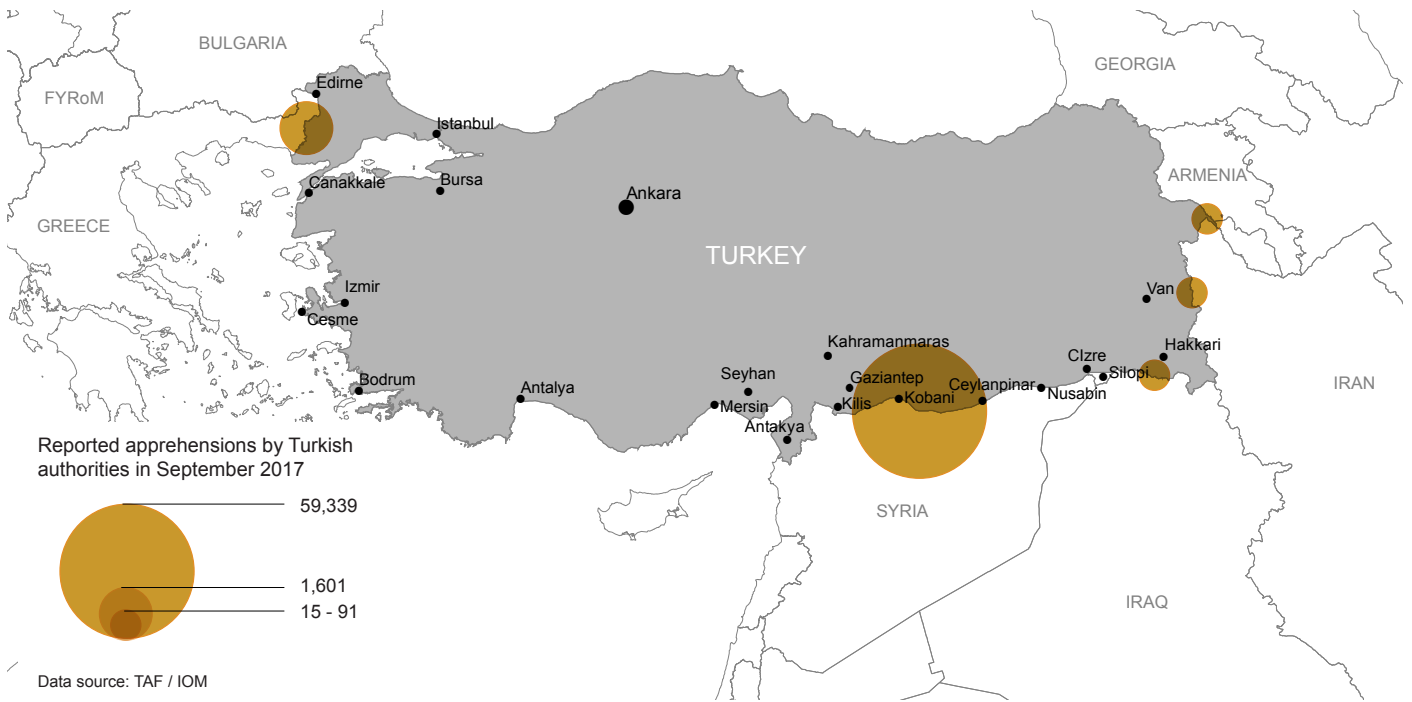 BULGARIA
GEORGIA
Edirne
FYRoM
Istanbul
ARMENIA
Canakkale
Bursa
Ankara
GREECE
TURKEY
Izmir
Van
Cesme
Kahramanmaras
Hakkari
CIzre
Silopi
Bodrum
Antalya
Seyhan
Gaziantep
Ceylanpinar
IRAN
Mersin
Kilis
Kobani
Nusabin
Antakya
Reported apprehensions by Turkish
authorities in September 2017
59,339
SYRIA
1,601
15 - 91
IRAQ
Data source: TAF / IOM